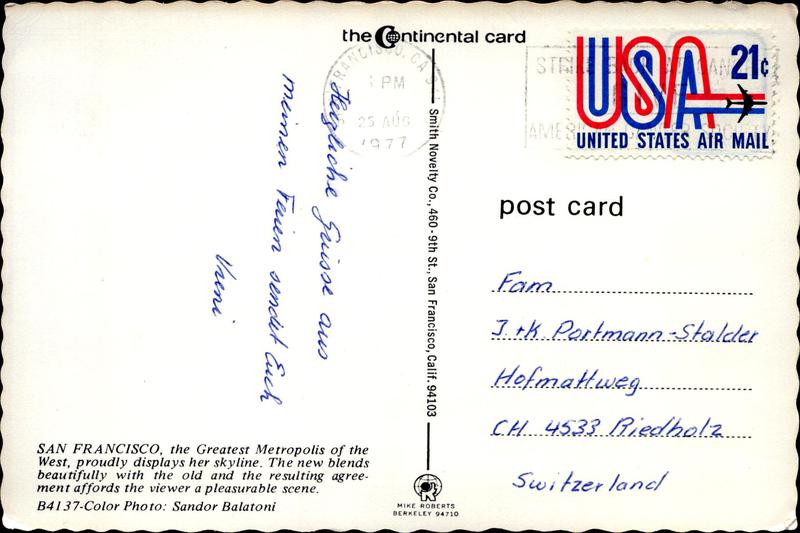 the Continental card
FRANCISCO, CA
PM
25 AUG
1977
USA 21¢
UNITED STATES AIR MAIL
Herzliche Grüsse aus
meinen Ferien sendet Euch
Vreni
Smith Novelty Co., 460-9th St., San Francisco, Calif. 94103
post card
Fam
J.+K. Portmann-Stalder
Hofmattweg
CH 4533 Riedholz
Switzerland
SAN FRANCISCO, the Greatest Metropolis of the
West, proudly displays her skyline. The new blends
beautifully with the old and the resulting agree-
ment affords the viewer a pleasurable scene.
B4137-Color Photo: Sandor Balatoni
MIKE ROBERTS
BERKELEY 94710